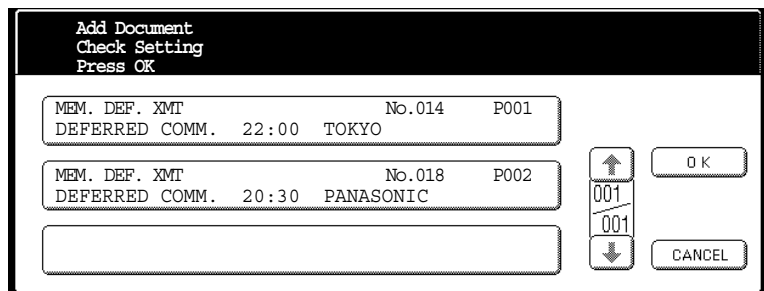 Add Document
Check Setting
Press OK
MEM. DEF. XMT No.014 P001
DEFERRED COMM. 22:00 TOKYO
MEM. DEF. XMT No.018 P002
DEFERRED COMM. 20:30 PANASONIC
OK
001
001
CANCEL